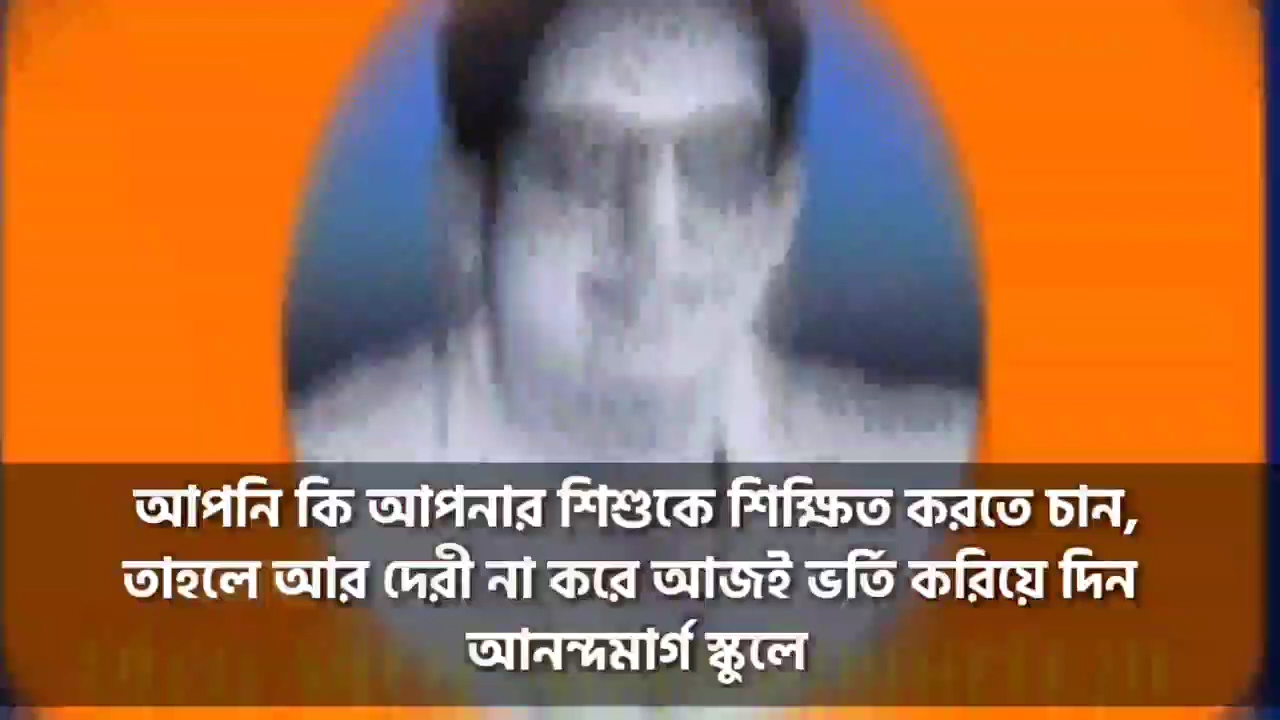 আপনি কি আপনার শিশুকে শিক্ষিত করতে চান,
তাহলে আর দেরী না করে আজই ভর্তি করিয়ে দিন
আনন্দমার্গ স্কুলে